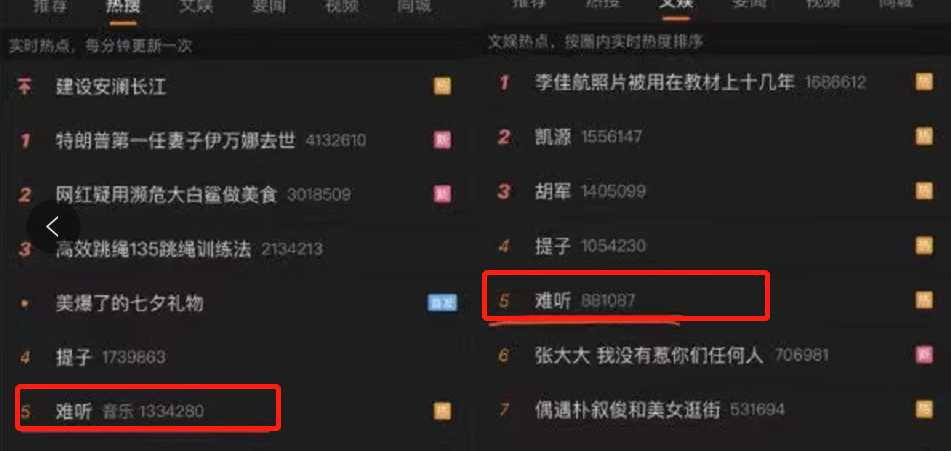 推荐 热搜 文娱 要闻 视频 同城
实时热点，每分钟更新一次
建设安澜长江 热
1 特朗普第一任妻子伊万娜去世 4132610 新
2 网红疑用濒危大白鲨做美食 3018509 新
3 高效跳绳135跳绳训练法 2134213
美爆了的七夕礼物 首发
4 提子 1739863
5 难听 音乐 1334280 热
推荐 热搜 文娱 要闻 视频 同城
文娱热点，按圈内实时热度排序
1 李佳航照片被用在教材上十几年 1686612 热
2 凯源 1556147 热
3 胡军 1405099 热
4 提子 1054230 热
5 难听 881087 热
6 张大大 我没有惹你们任何人 706981 新
7 偶遇朴叙俊和美女逛街 531694 热